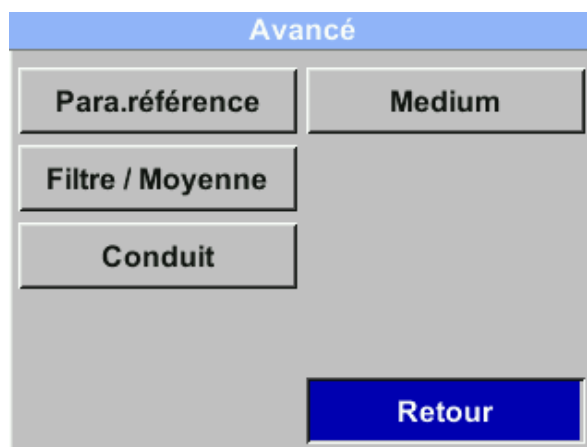 Avancé
Para.référence
Medium
Filtre / Moyenne
Conduit
Retour